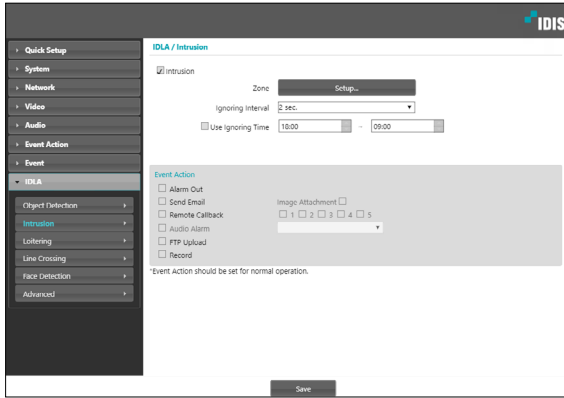 IDIS
Quick Setup
System
Network
Video
Audio
Event Action
Event
IDLA
Object Detection
Intrusion
Loitering
Line Crossing
Face Detection
Advanced
IDLA / Intrusion
Intrusion
Zone Setup...
Ignoring Interval 2 sec.
Use Ignoring Time 18:00 ... ~ 09:00 ...
Event Action
Alarm Out
Send Email Image Attachment
Remote Callback 1 2 3 4 5
Audio Alarm
FTP Upload
Record
*Event Action should be set for normal operation.
Save